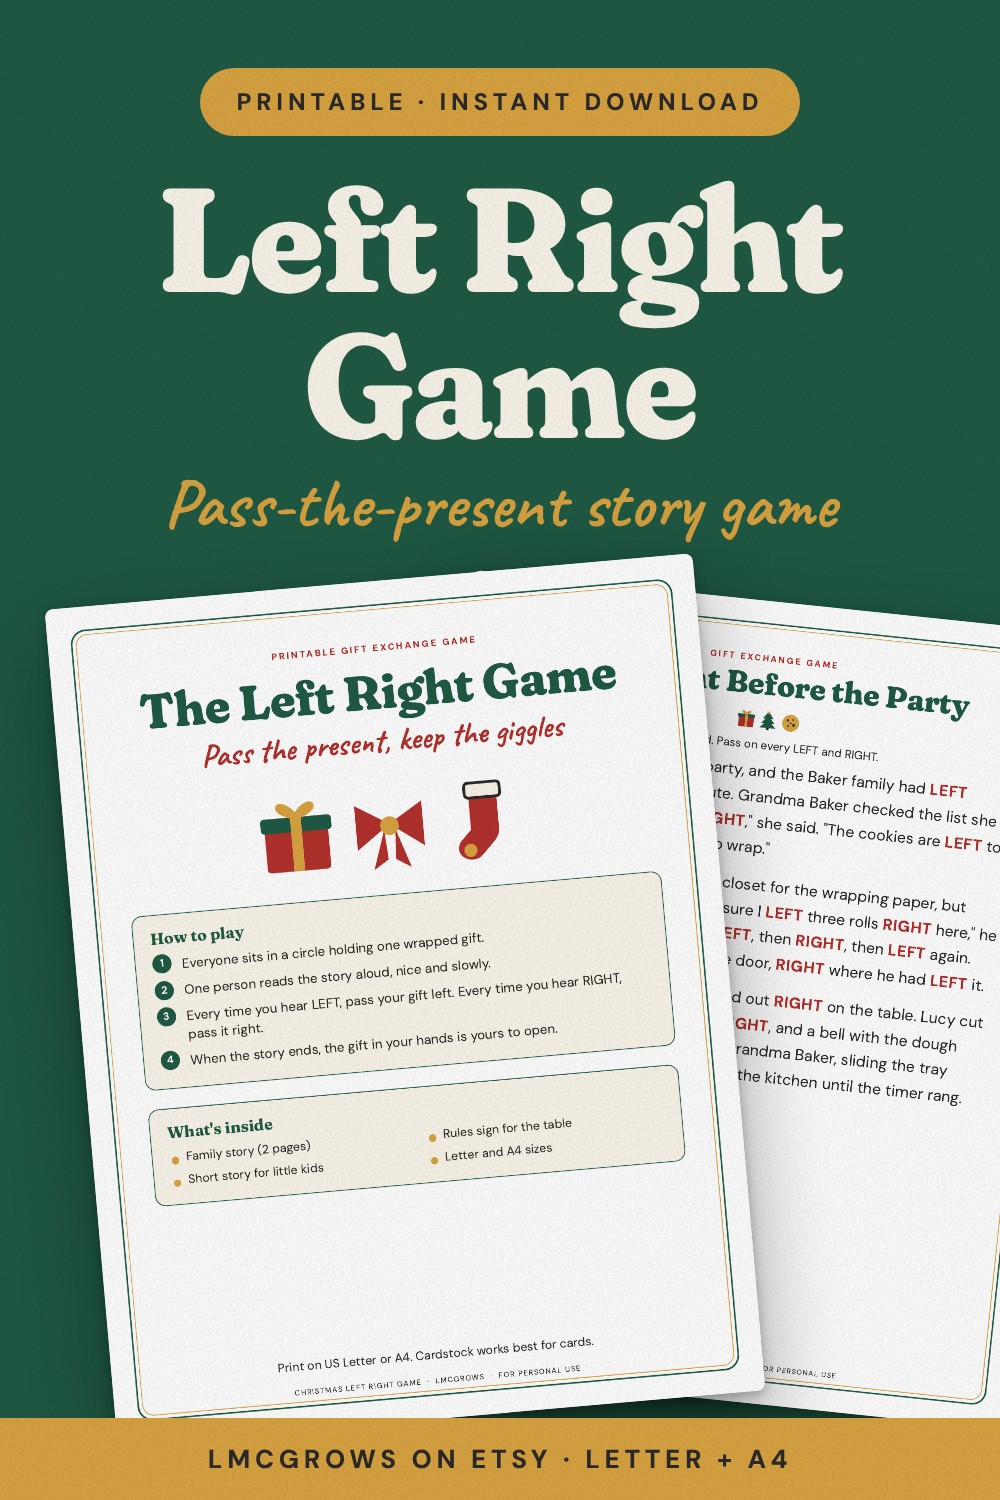 PRINTABLE · INSTANT DOWNLOAD
Left Right
Game
Pass-the-present story game
PRINTABLE GIFT EXCHANGE GAME
The Left Right Game
Pass the present, keep the giggles
How to play
1 Everyone sits in a circle holding one wrapped gift.
2 One person reads the story aloud, nice and slowly.
3 Every time you hear LEFT, pass your gift left. Every time you hear RIGHT,
pass it right.
4 When the story ends, the gift in your hands is yours to open.
What's inside
Family story (2 pages)
Short story for little kids
Rules sign for the table
Letter and A4 sizes
Print on US Letter or A4. Cardstock works best for cards.
CHRISTMAS LEFT RIGHT GAME · LMCGROWS · FOR PERSONAL USE
GIFT EXCHANGE GAME
Before the Party
Pass on every LEFT and RIGHT.
party, and the Baker family had LEFT
Grandma Baker checked the list she
she said. "The cookies are LEFT to
wrap."
closet for the wrapping paper, but
sure I LEFT three rolls RIGHT here," he
then RIGHT, then LEFT again.
door, RIGHT where he had LEFT it.
out RIGHT on the table. Lucy cut
and a bell with the dough
Baker, sliding the tray
the kitchen until the timer rang.
PERSONAL USE
LMCGROWS ON ETSY · LETTER + A4